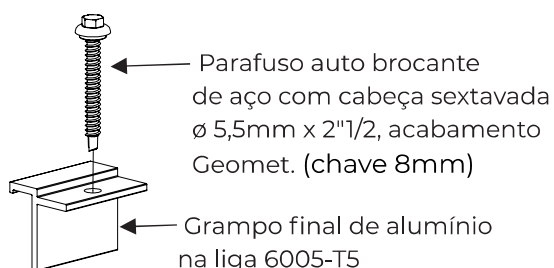 Parafuso auto brocante
de aço com cabeça sextavada
ø 5,5mm x 2"1/2, acabamento
Geomet. (chave 8mm)
Grampo final de alumínio
na liga 6005-T5